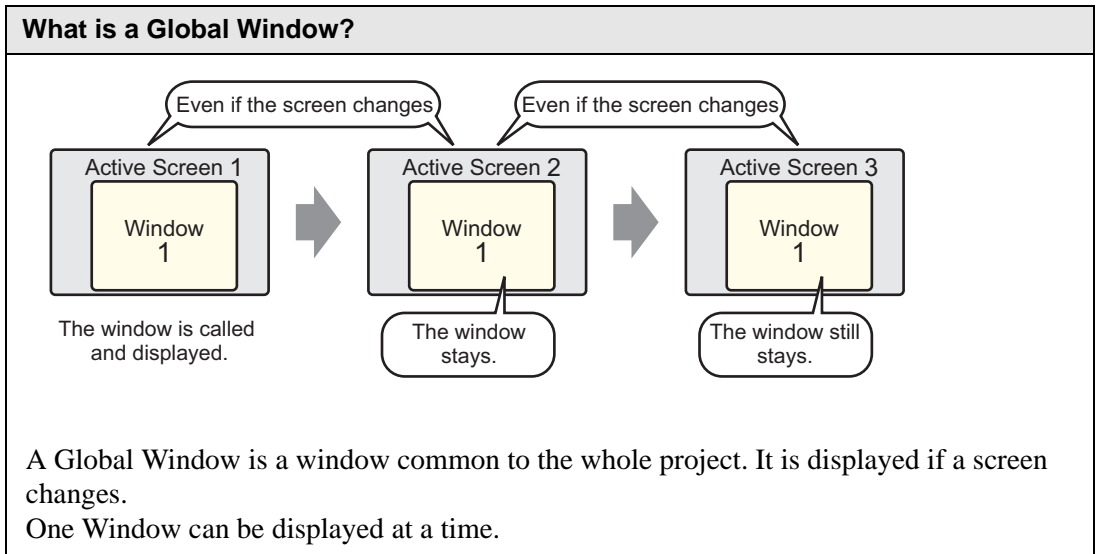 What is a Global Window?
Even if the screen changes
Even if the screen changes
Active Screen 1
Active Screen 2
Active Screen 3
Window
1
Window
1
Window
1
The window is called
and displayed.
The window
stays.
The window still
stays.
A Global Window is a window common to the whole project. It is displayed if a screen
changes.
One Window can be displayed at a time.